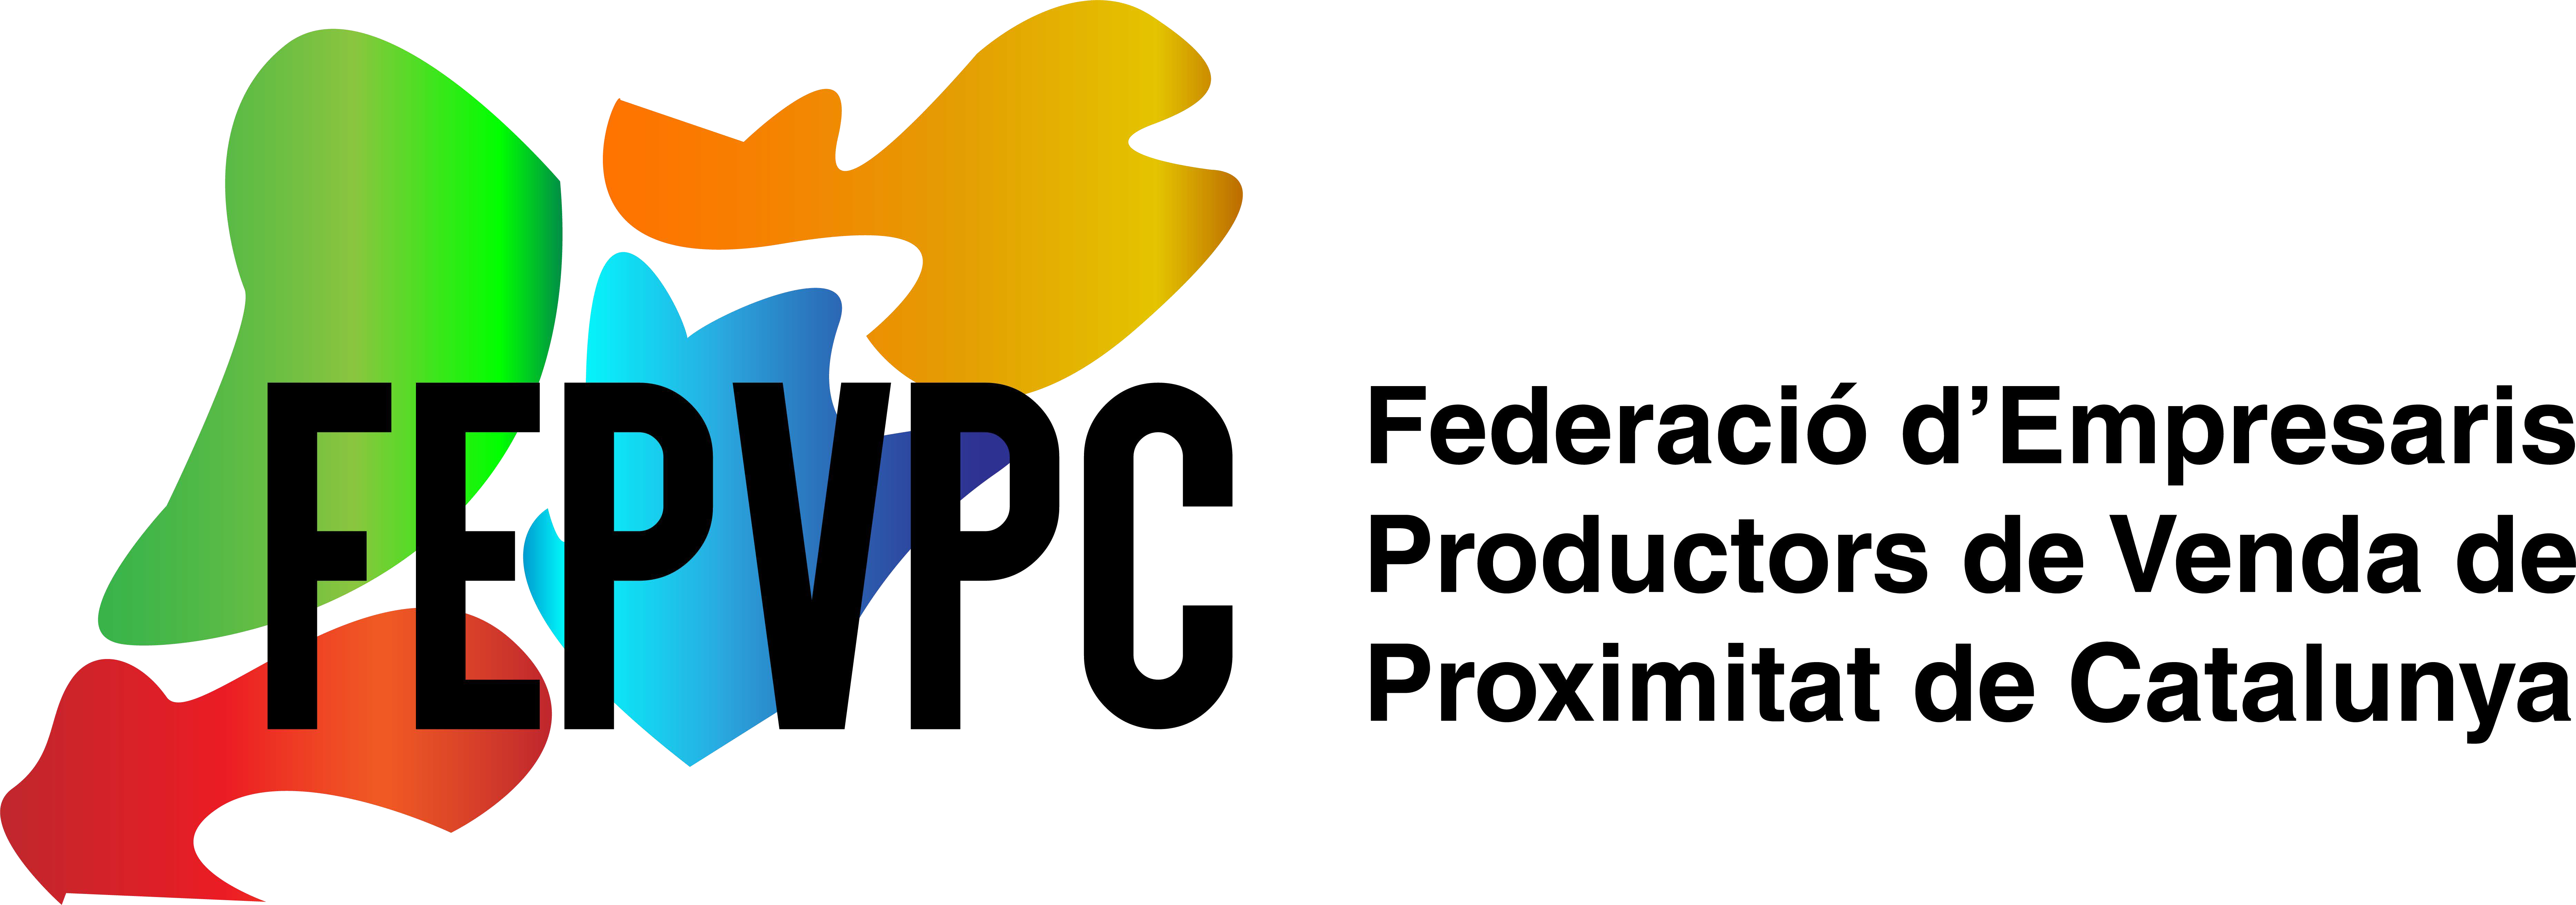 FEPVPC
Federació d’Empresaris
Productors de Venda de
Proximitat de Catalunya